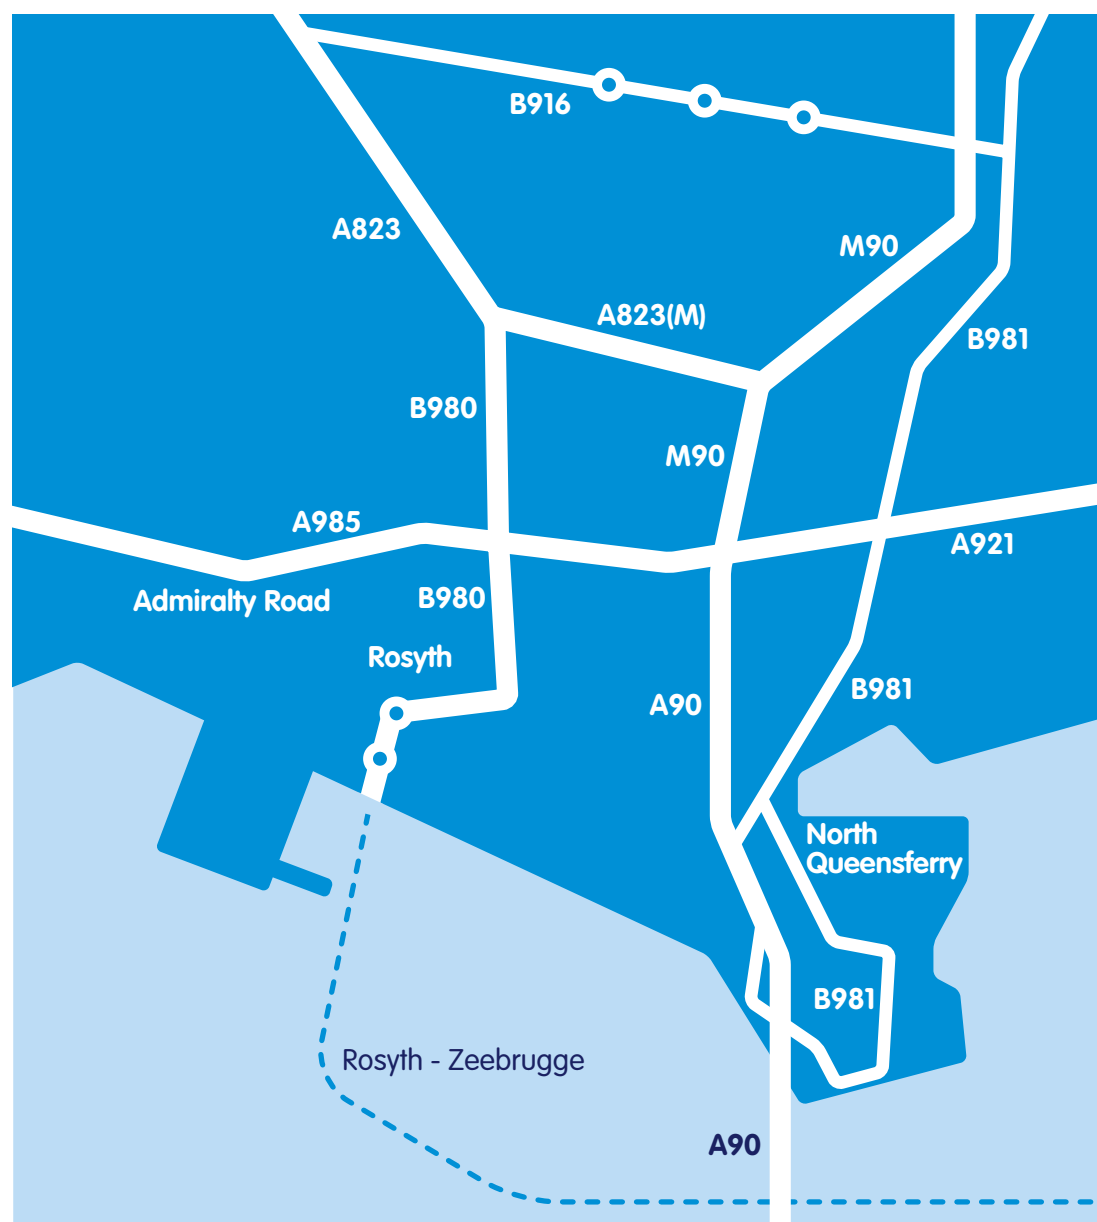 B916
A823
M90
A823(M)
B981
B980
M90
A985
A921
Admiralty Road
B980
Rosyth
B981
A90
North
Queensferry
B981
Rosyth - Zeebrugge
A90